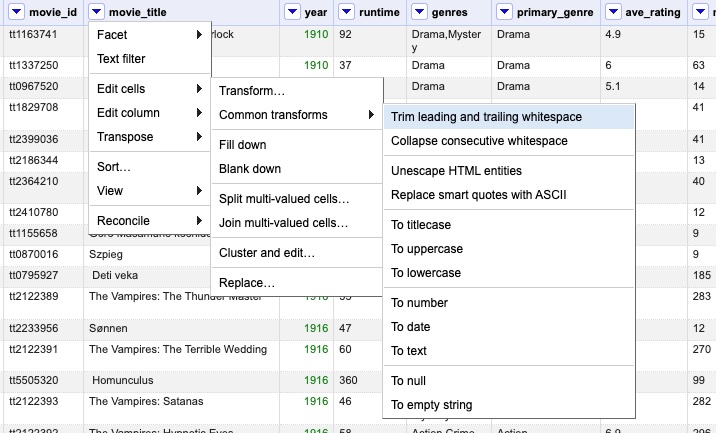 movie_id movie_title year runtime genres primary_genre ave_rating
tt1163741 rlock 1910 92 Drama,Myster Drama 4.9 15
y
tt1337250 1910 37 Drama Drama 6 63
tt0967520 Drama Drama 5.1 14
tt1829708 41
tt2399036 41
tt2186344 13
tt2364210 40
tt2410780 12
tt1155658 9
tt0870016 Szpieg 9
tt0795927 Deti veka 185
tt2122389 The Vampires: The Thunder Master 1916 283
tt2233956 Sønnen 1916 47 12
tt2122391 The Vampires: The Terrible Wedding 1916 60 270
tt5505320 Homunculus 1916 360 99
tt2122393 The Vampires: Satanas 1916 46 282
tt2122392 The Vampires: Hypnotic Eyes 1916 58 Action,Crime Action 6.9 296
Facet
Text filter
Edit cells
Edit column
Transpose
Sort…
View
Reconcile
Transform…
Common transforms
Fill down
Blank down
Split multi-valued cells…
Join multi-valued cells…
Cluster and edit…
Replace…
Trim leading and trailing whitespace
Collapse consecutive whitespace
Unescape HTML entities
Replace smart quotes with ASCII
To titlecase
To uppercase
To lowercase
To number
To date
To text
To null
To empty string